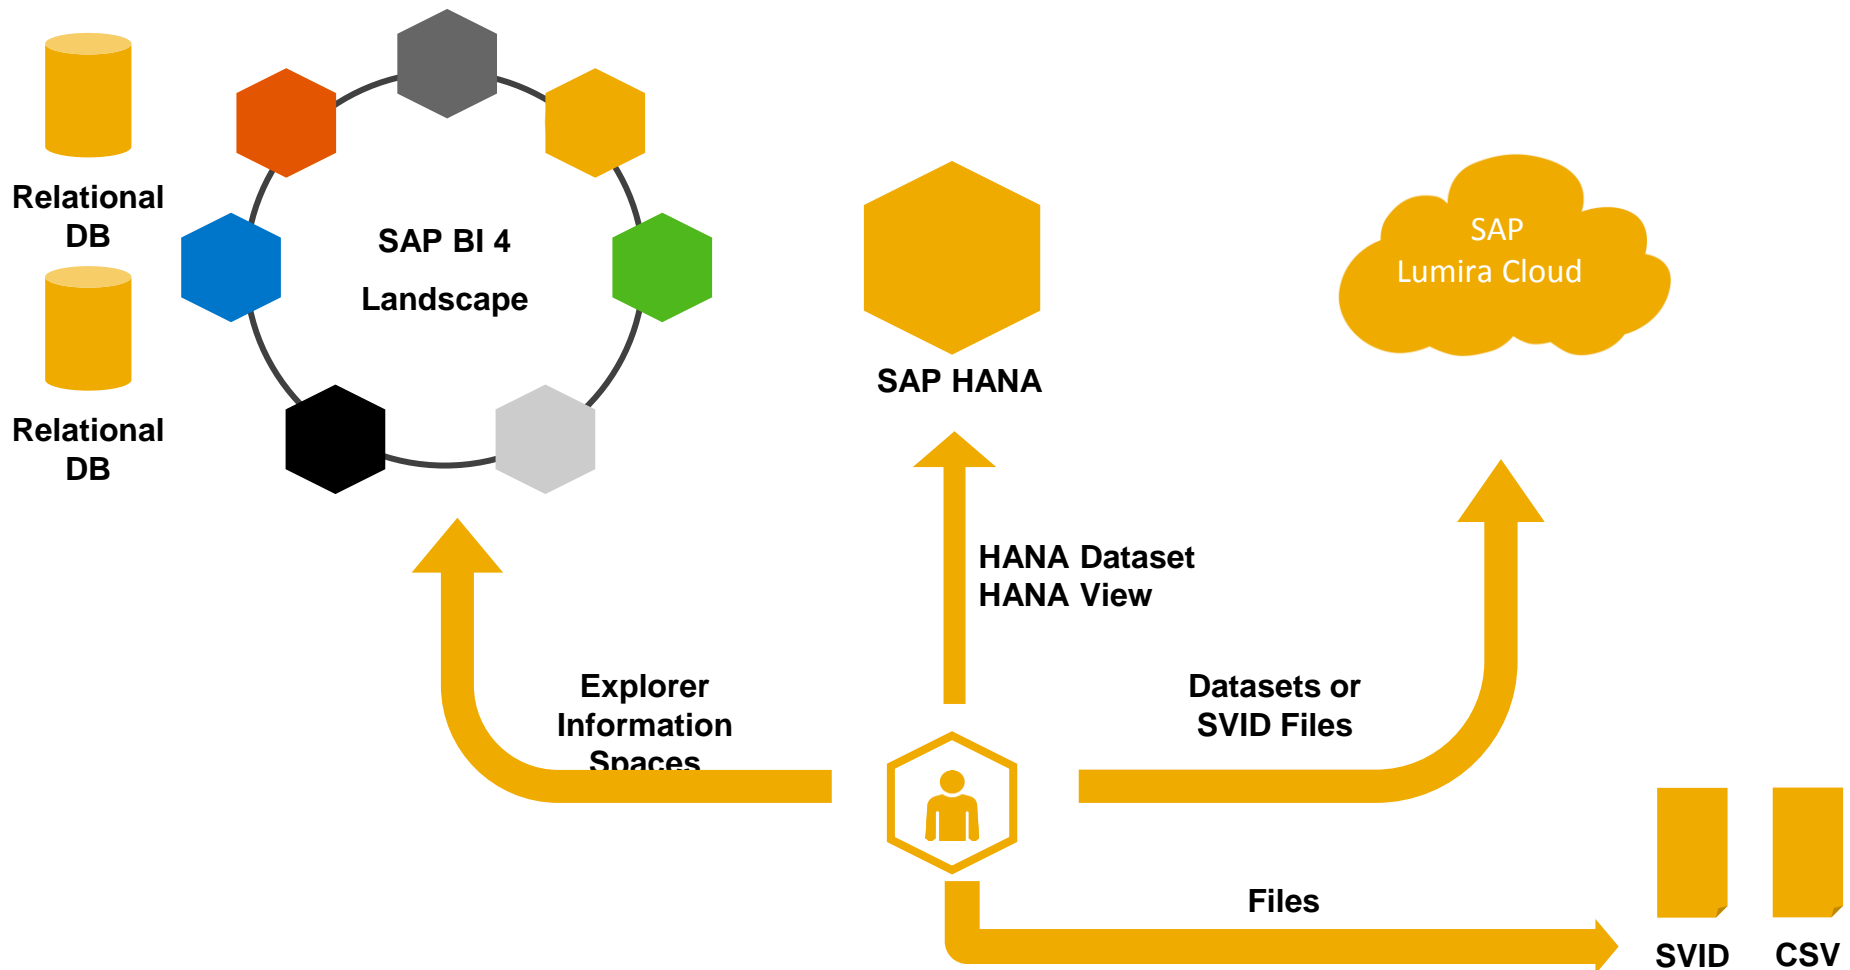 Relational
DB
Relational
DB
SAP BI 4
Landscape
SAP HANA
SAP
Lumira Cloud
HANA Dataset
HANA View
Explorer
Information
Spaces
Datasets or
SVID Files
Files
SVID
CSV